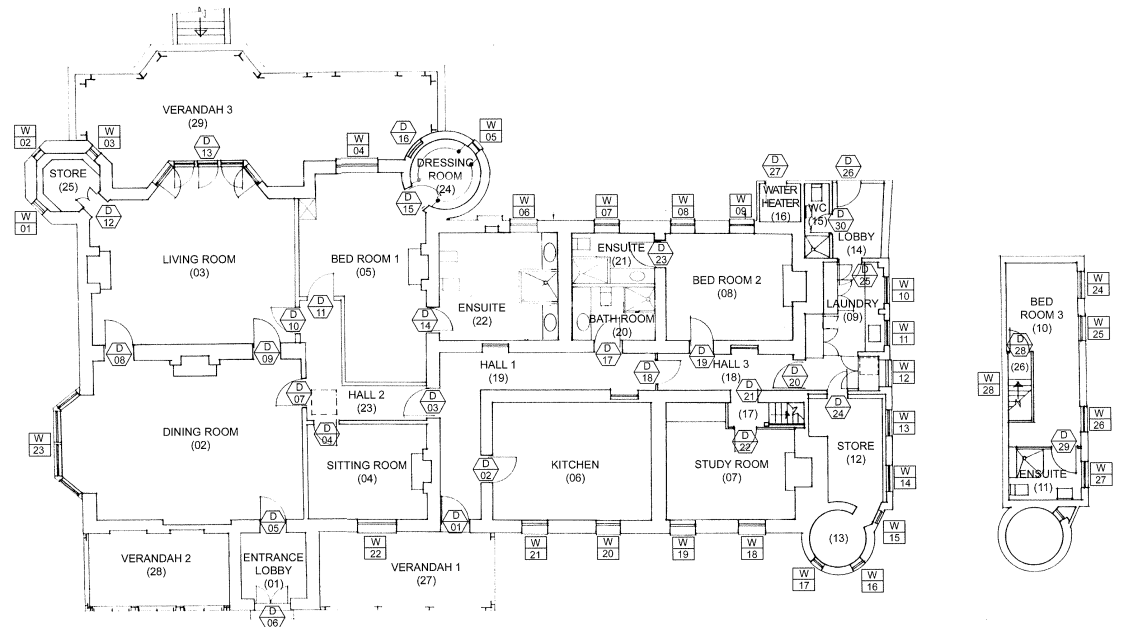 VERANDAH 3
(29)
D
16
W
05
W
02
W
03
D
13
W
04
STORE
(25)
DRESSING
ROOM
(24)
D
15
D
12
W
01
W
06
W
07
W
08
W
09
D
27
D
26
WATER
HEATER
(16)
WC
(15)
D
30
LOBBY
(14)
LIVING ROOM
(03)
BED ROOM 1
(05)
ENSUITE
(21)
D
23
BED ROOM 2
(08)
D
25
W
10
D
11
D
10
D
14
ENSUITE
(22)
BATH ROOM
(20)
LAUNDRY
(09)
W
11
D
08
D
09
D
17
D
19
HALL 1
(19)
D
18
HALL 3
(18)
D
20
W
12
D
07
HALL 2
(23)
D
03
D
21
(17)
D
24
D
04
D
22
W
13
DINING ROOM
(02)
W
23
SITTING ROOM
(04)
D
02
KITCHEN
(06)
STUDY ROOM
(07)
STORE
(12)
W
14
D
05
D
01
W
22
W
21
W
20
W
19
W
18
(13)
W
15
W
17
W
16
VERANDAH 2
(28)
ENTRANCE
LOBBY
(01)
VERANDAH 1
(27)
D
06
BED
ROOM 3
(10)
W
24
W
25
D
28
(26)
W
28
W
26
D
29
W
27
ENSUITE
(11)